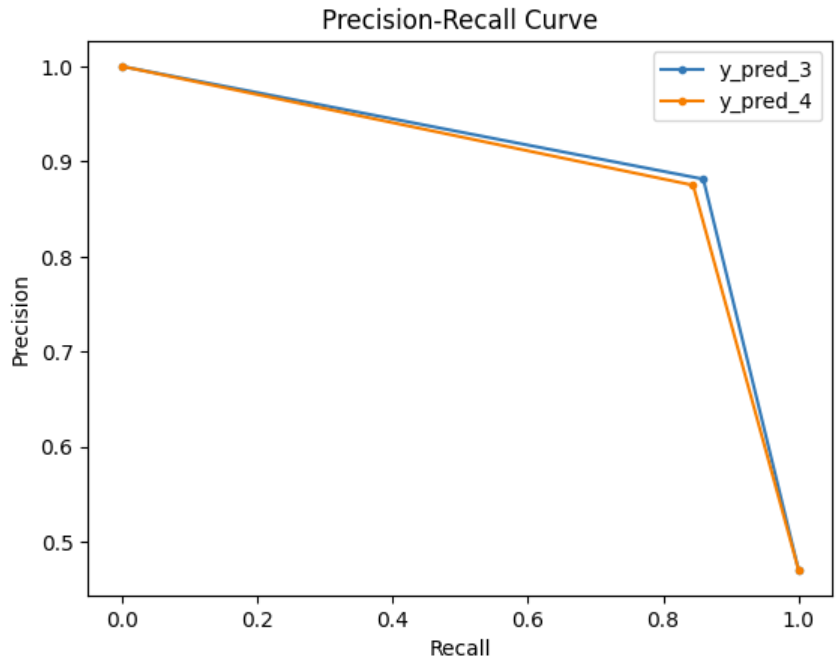 Precision-Recall Curve
y_pred_3
y_pred_4
1.0
0.9
0.8
0.7
0.6
0.5
Precision
0.0 0.2 0.4 0.6 0.8 1.0
Recall